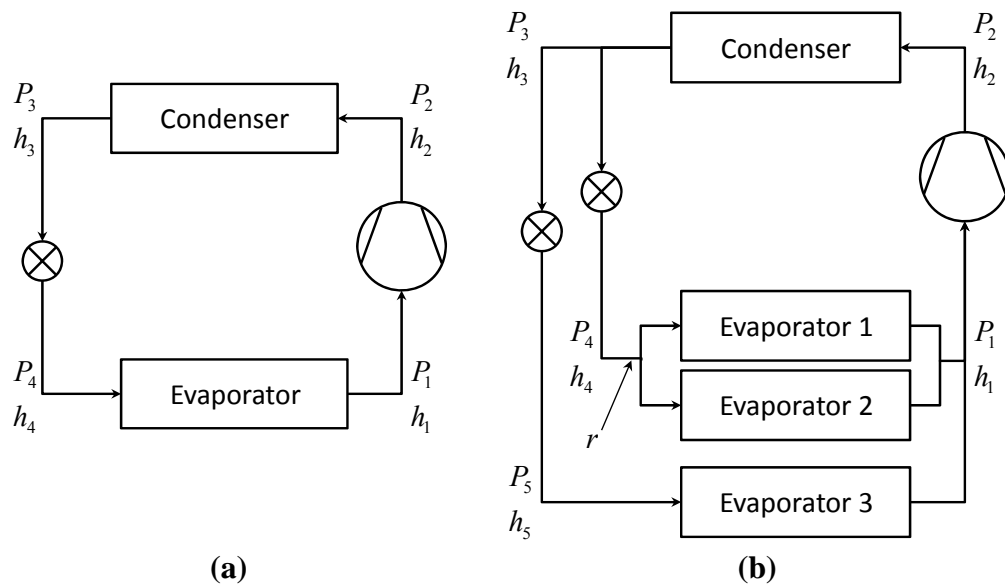 P₃
h₃
Condenser
P₂
h₂
P₄
h₄
Evaporator
P₁
h₁
(a)
P₃
h₃
Condenser
P₂
h₂
P₄
h₄
r
Evaporator 1
Evaporator 2
P₁
h₁
P₅
h₅
Evaporator 3
(b)